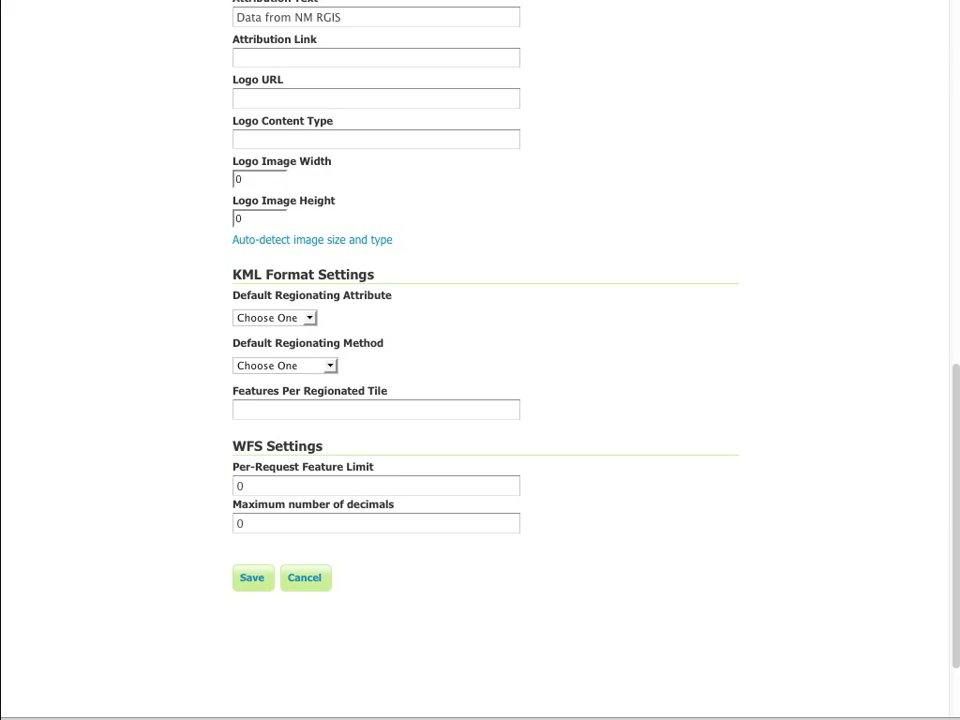 Attribution Text
Data from NM RGIS
Attribution Link
Logo URL
Logo Content Type
Logo Image Width
0
Logo Image Height
0
Auto-detect image size and type
KML Format Settings
Default Regionating Attribute
Choose One
Default Regionating Method
Choose One
Features Per Regionated Tile
WFS Settings
Per-Request Feature Limit
0
Maximum number of decimals
0
Save Cancel